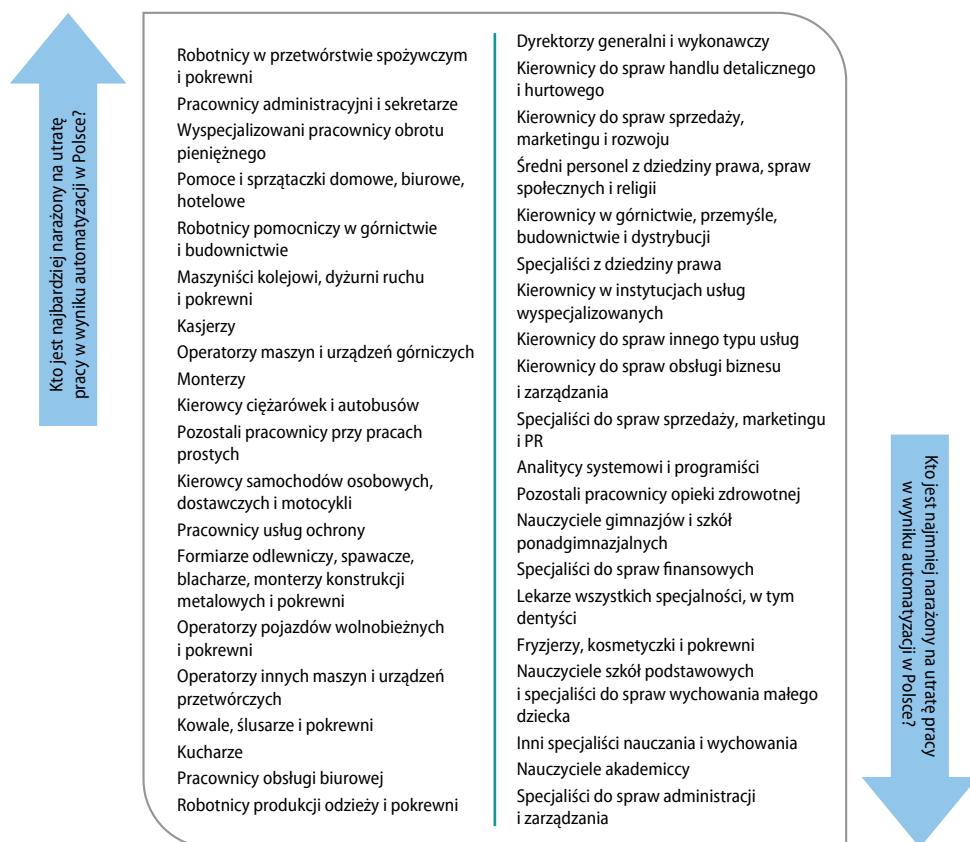 Kto jest najbardziej narażony na utratę
pracy w wyniku automatyzacji w Polsce?
Robotnicy w przetwórstwie spożywczym
i pokrewni
Pracownicy administracyjni i sekretarze
Wyspecjalizowani pracownicy obrotu
pieniężnego
Pomoce i sprzątaczki domowe, biurowe,
hotelowe
Robotnicy pomocniczy w górnictwie
i budownictwie
Maszyniści kolejowi, dyżurni ruchu
i pokrewni
Kasjerzy
Operatorzy maszyn i urządzeń górniczych
Monterzy
Kierowcy ciężarówek i autobusów
Pozostali pracownicy przy pracach
prostych
Kierowcy samochodów osobowych,
dostawczych i motocykli
Pracownicy usług ochrony
Formiarze odlewniczy, spawacze,
blacharze, monterzy konstrukcji
metalowych i pokrewni
Operatorzy pojazdów wolnobieżnych
i pokrewni
Operatorzy innych maszyn i urządzeń
przetwórczych
Kowale, ślusarze i pokrewni
Kucharze
Pracownicy obsługi biurowej
Robotnicy produkcji odzieży i pokrewni
Dyrektorzy generalni i wykonawczy
Kierownicy do spraw handlu detalicznego
i hurtowego
Kierownicy do spraw sprzedaży,
marketingu i rozwoju
Średni personel z dziedziny prawa, spraw
społecznych i religii
Kierownicy w górnictwie, przemyśle,
budownictwie i dystrybucji
Specjaliści z dziedziny prawa
Kierownicy w instytucjach usług
wyspecjalizowanych
Kierownicy do spraw innego typu usług
Kierownicy do spraw obsługi biznesu
i zarządzania
Specjaliści do spraw sprzedaży, marketingu
i PR
Analitycy systemowi i programiści
Pozostali pracownicy opieki zdrowotnej
Nauczyciele gimnazjów i szkół
ponadgimnazjalnych
Specjaliści do spraw finansowych
Lekarze wszystkich specjalności, w tym
dentyści
Fryzjerzy, kosmetyczki i pokrewni
Nauczyciele szkół podstawowych
i specjaliści do spraw wychowania małego
dziecka
Inni specjaliści nauczania i wychowania
Nauczyciele akademiccy
Specjaliści do spraw administracji
i zarządzania
Kto jest najmniej narażony na utratę pracy
w wyniku automatyzacji w Polsce?